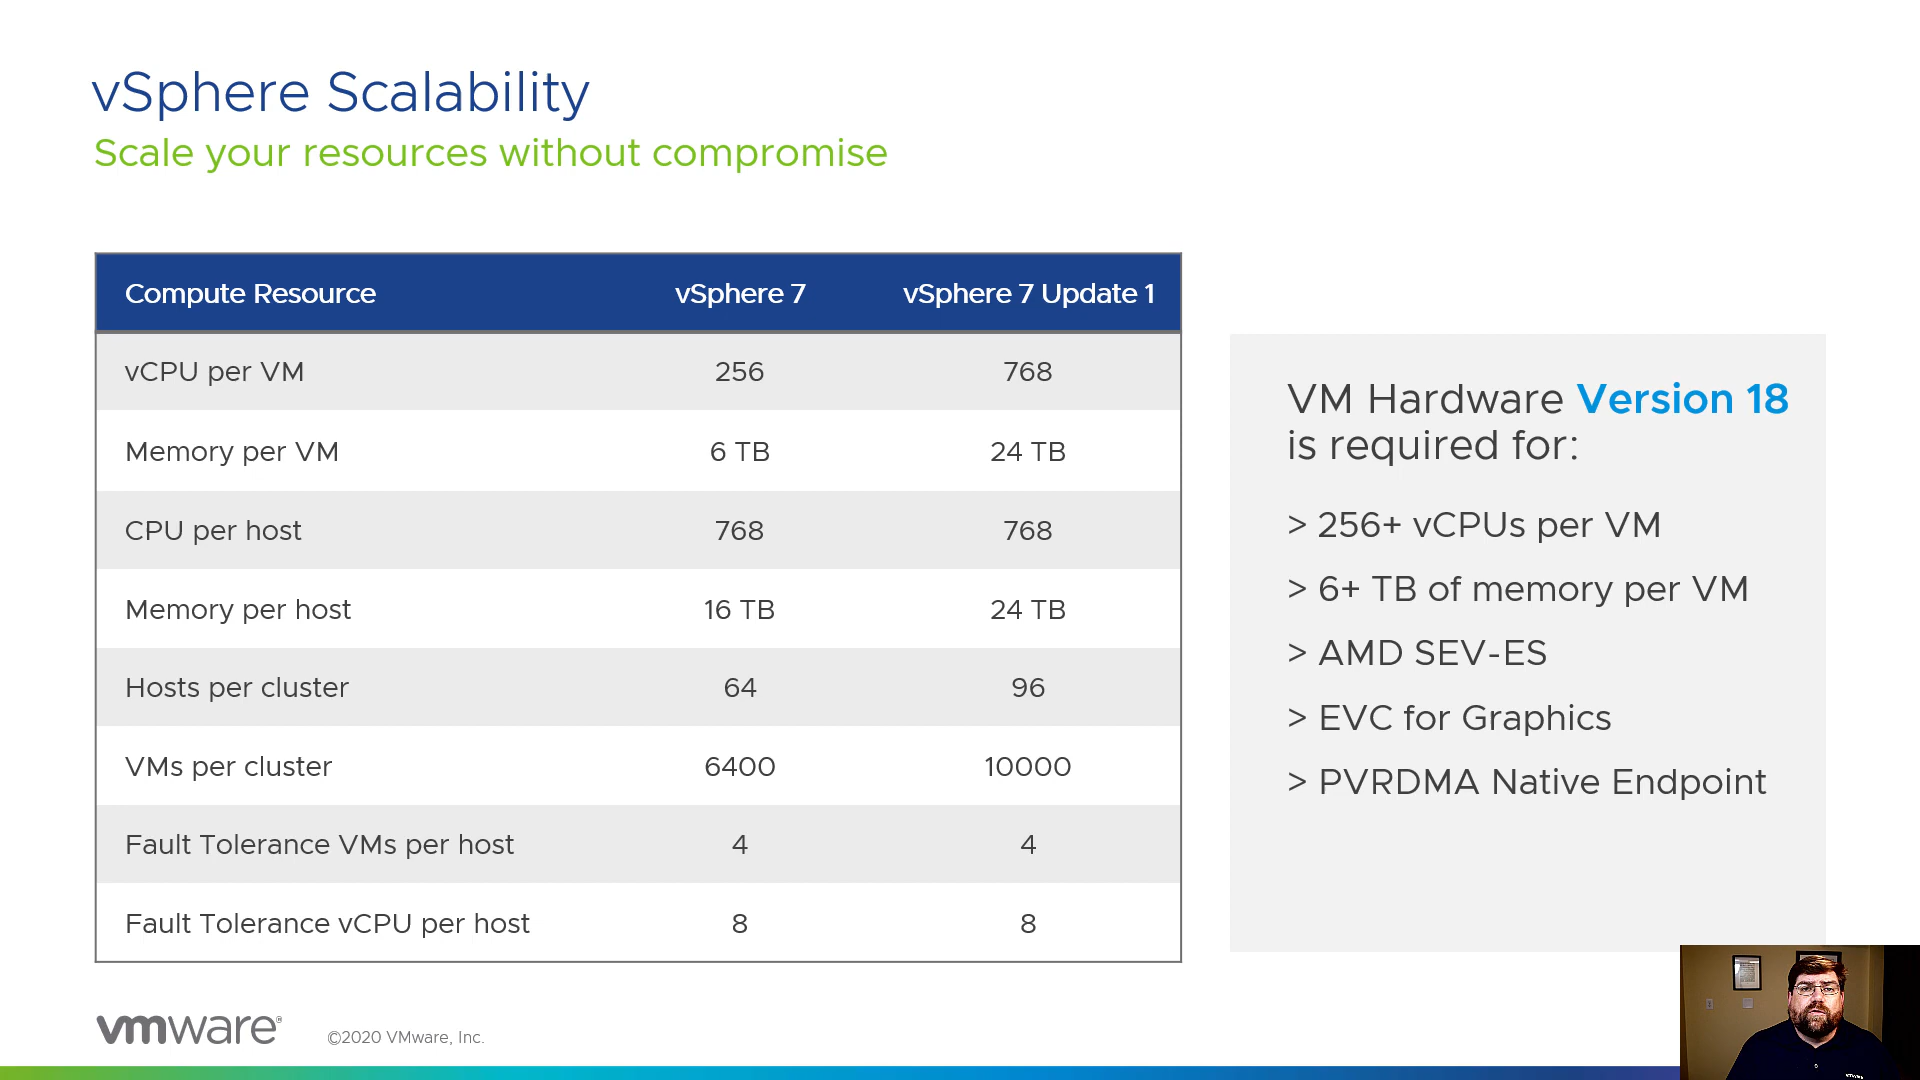 vSphere Scalability
Scale your resources without compromise
Compute Resource vSphere 7 vSphere 7 Update 1
vCPU per VM 256 768
Memory per VM 6 TB 24 TB
CPU per host 768 768
Memory per host 16 TB 24 TB
Hosts per cluster 64 96
VMs per cluster 6400 10000
Fault Tolerance VMs per host 4 4
Fault Tolerance vCPU per host 8 8
VM Hardware Version 18
is required for:
> 256+ vCPUs per VM
> 6+ TB of memory per VM
> AMD SEV-ES
> EVC for Graphics
> PVRDMA Native Endpoint
vmware®
©2020 VMware, Inc.